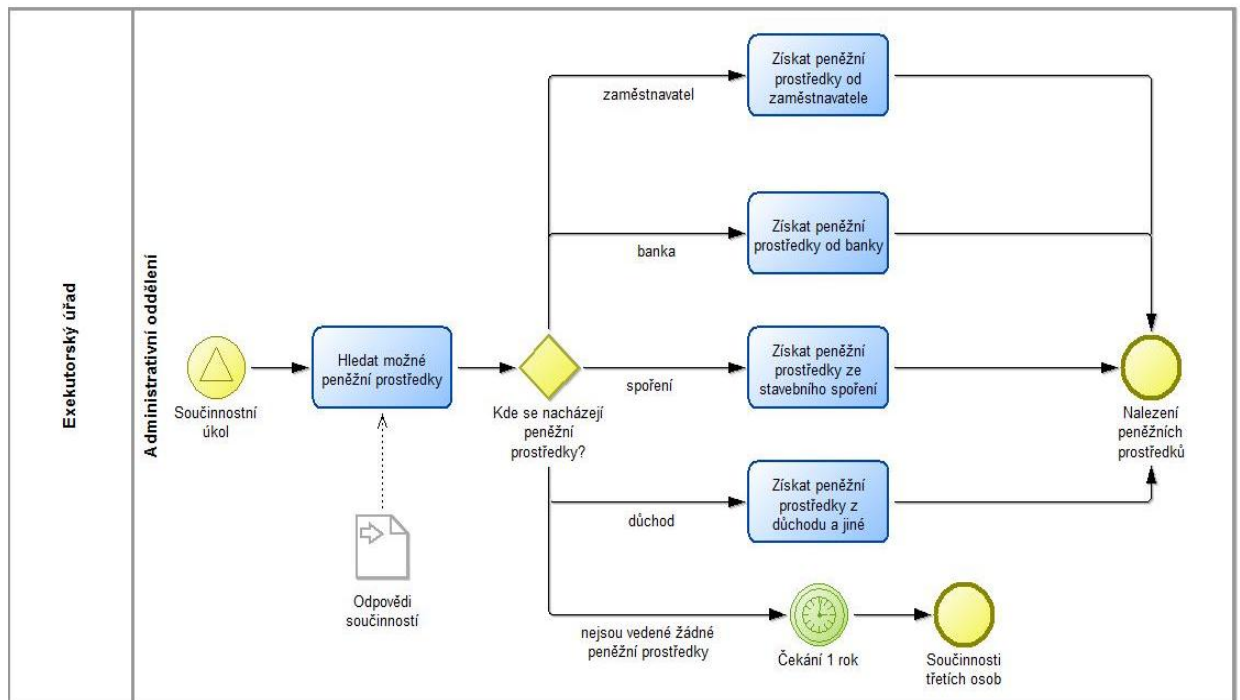 Exekutorský úřad
Administrativní oddělení
Součinnostní
úkol
Hledat možné
peněžní prostředky
Odpovědi
součinností
Kde se nacházejí
peněžní
prostředky?
zaměstnavatel
Získat peněžní
prostředky od
zaměstnavatele
banka
Získat peněžní
prostředky od banky
spoření
Získat peněžní
prostředky ze
stavebního spoření
důchod
Získat peněžní
prostředky z
důchodu a jiné
Nalezení
peněžních
prostředků
nejsou vedené žádné
peněžní prostředky
Čekání 1 rok
Součinnosti
třetích osob